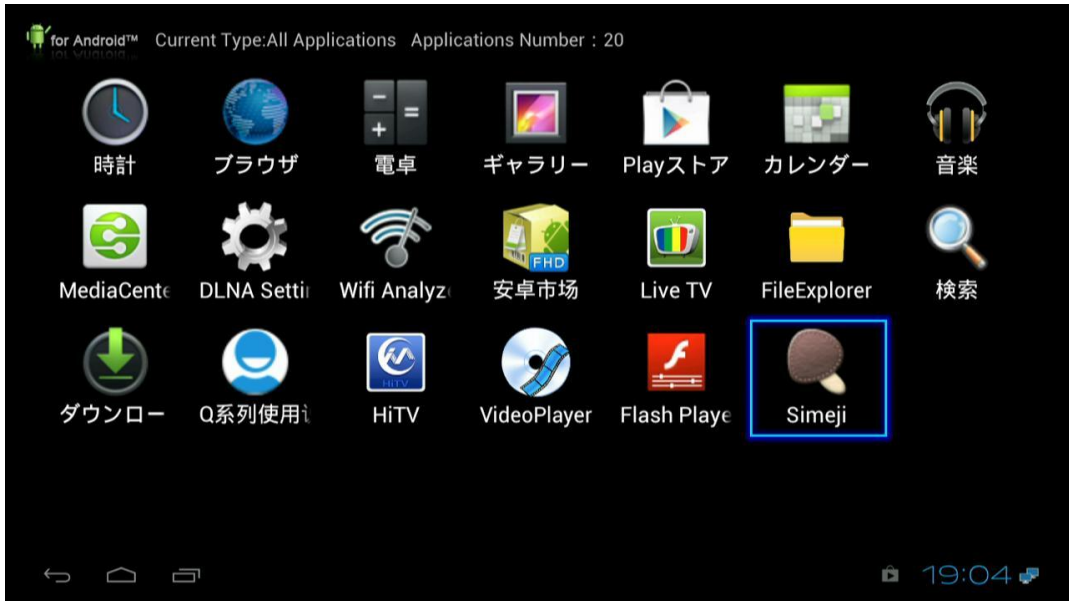 for Android™ Current Type:All Applications Applications Number：20
時計 ブラウザ 電卓 ギャラリー Playストア カレンダー 音楽
FHD
MediaCente DLNA Settin Wifi Analyz 安卓市场 Live TV FileExplorer 検索
HiTV
ダウンロー Q系列使用 HiTV VideoPlayer Flash Playe Simeji
19:04